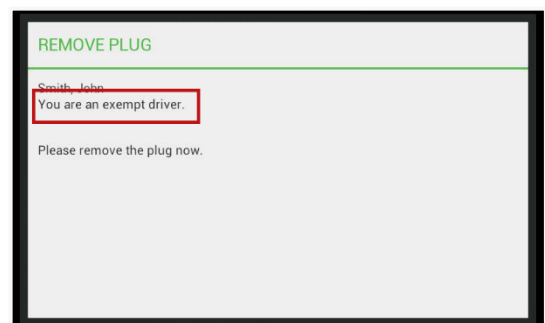 REMOVE PLUG
Smith, John
You are an exempt driver.
Please remove the plug now.